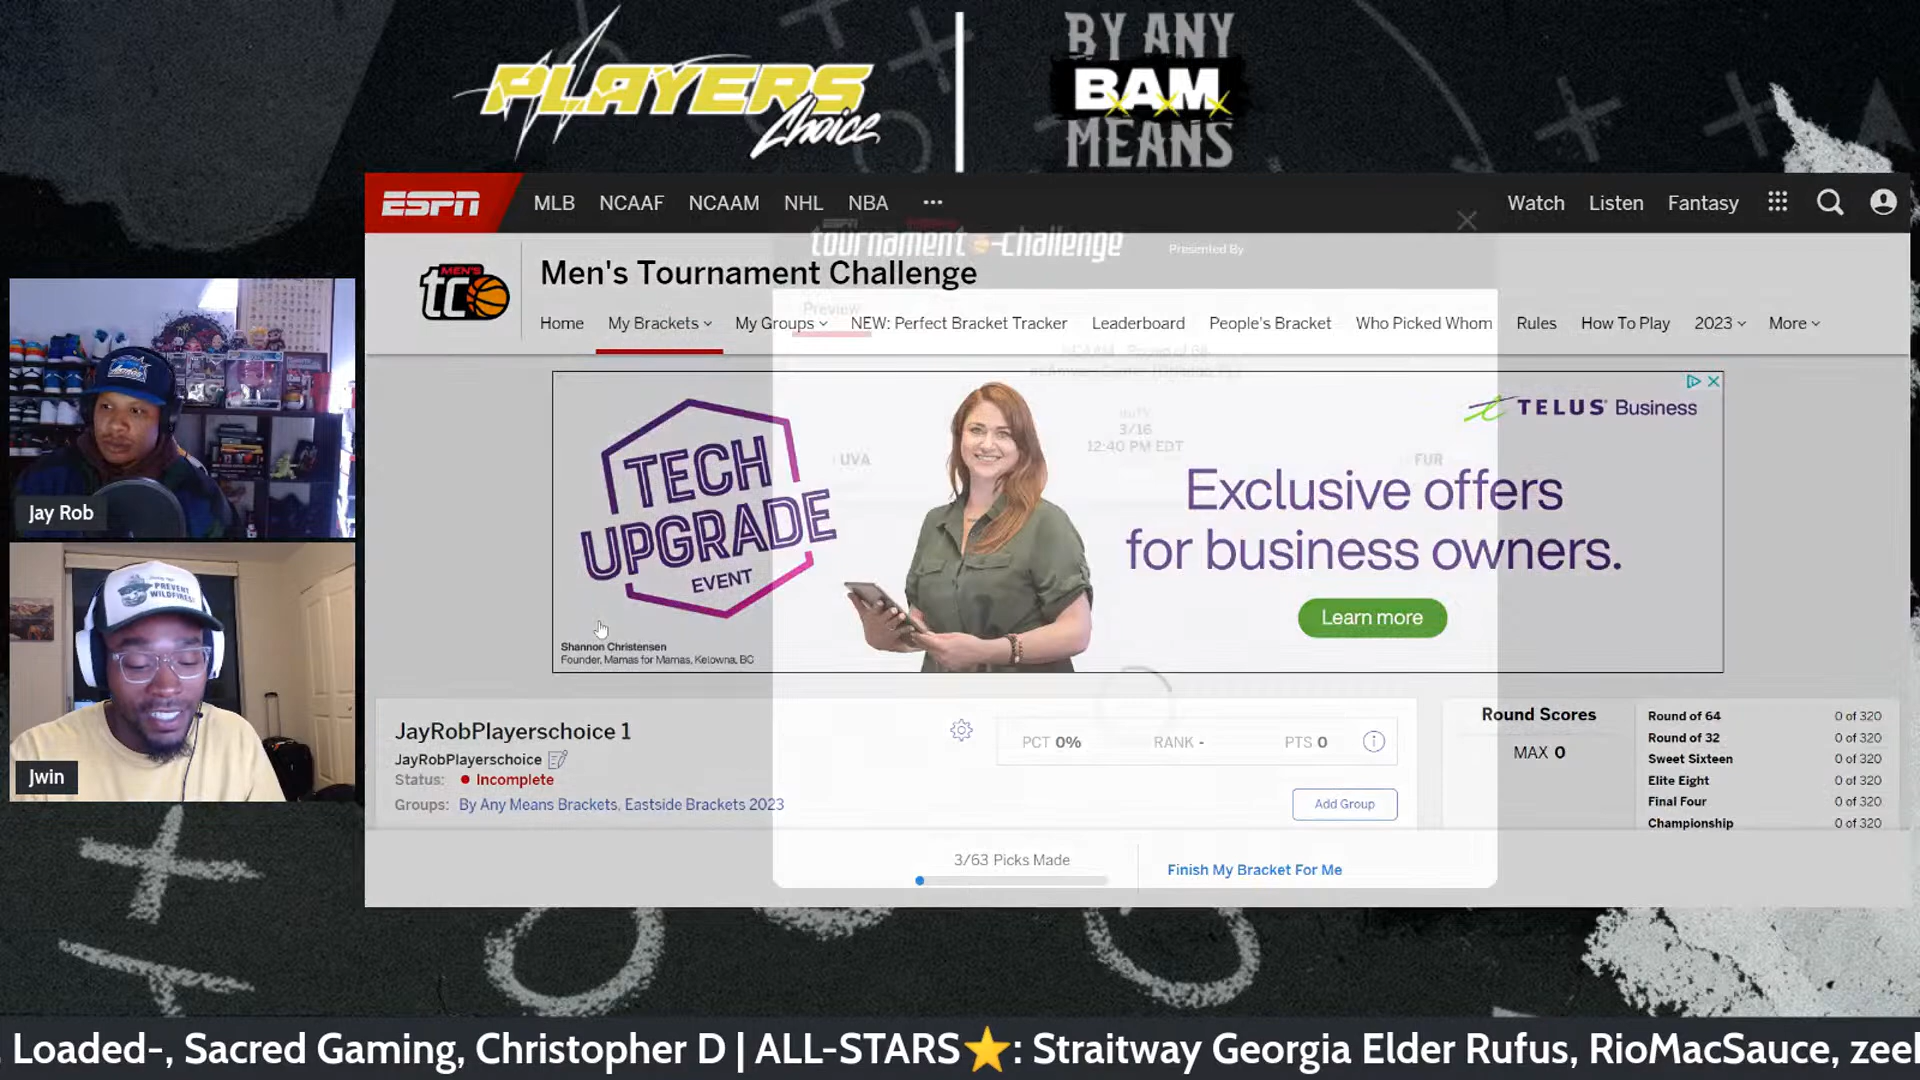 PLAYERS
Choice
BY ANY
BAM
MEANS
ESPN
MLB NCAAF NCAAM NHL NBA ...
Watch Listen Fantasy
tournament challenge
Presented By
MEN'S
tc
Men's Tournament Challenge
Home My Brackets My Groups NEW: Perfect Bracket Tracker Leaderboard People's Bracket Who Picked Whom Rules How To Play 2023 More
Preview
TECH
UPGRADE
EVENT
Shannon Christensen
Founder, Mamas for Mamas, Kelowna, BC
3/16
12:40 PM EDT
UVA
FUR
TELUS Business
Exclusive offers
for business owners.
Learn more
Jay Rob
PREVENT
WILDFIRES
Jwin
JayRobPlayerschoice 1
JayRobPlayerschoice
Status: Incomplete
Groups: By Any Means Brackets, Eastside Brackets 2023
PCT 0% RANK - PTS 0
Add Group
Round Scores
MAX 0
Round of 64 0 of 320
Round of 32 0 of 320
Sweet Sixteen 0 of 320
Elite Eight 0 of 320
Final Four 0 of 320
Championship 0 of 320
3/63 Picks Made
Finish My Bracket For Me
Loaded-, Sacred Gaming, Christopher D | ALL-STARS⭐: Straitway Georgia Elder Rufus, RioMacSauce, zeel